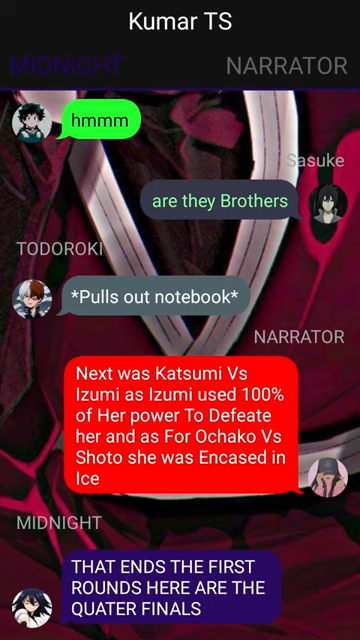 Kumar TS
MIDNIGHT
NARRATOR
hmmm
Sasuke
are they Brothers
TODOROKI
*Pulls out notebook*
NARRATOR
Next was Katsumi Vs
Izumi as Izumi used 100%
of Her power To Defeate
her and as For Ochako Vs
Shoto she was Encased in
Ice
MIDNIGHT
THAT ENDS THE FIRST
ROUNDS HERE ARE THE
QUATER FINALS